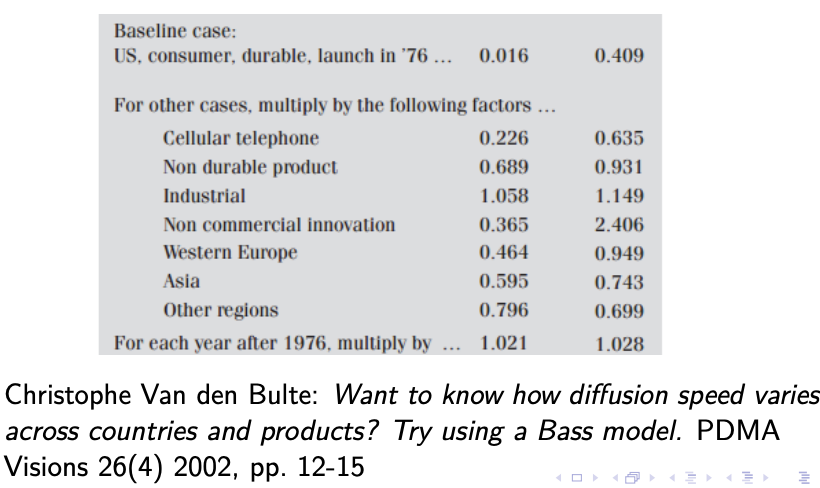 Baseline case:
US, consumer, durable, launch in ’76 ... 0.016 0.409
For other cases, multiply by the following factors ...
Cellular telephone 0.226 0.635
Non durable product 0.689 0.931
Industrial 1.058 1.149
Non commercial innovation 0.365 2.406
Western Europe 0.464 0.949
Asia 0.595 0.743
Other regions 0.796 0.699
For each year after 1976, multiply by ... 1.021 1.028
Christophe Van den Bulte: Want to know how diffusion speed varies
across countries and products? Try using a Bass model. PDMA
Visions 26(4) 2002, pp. 12-15